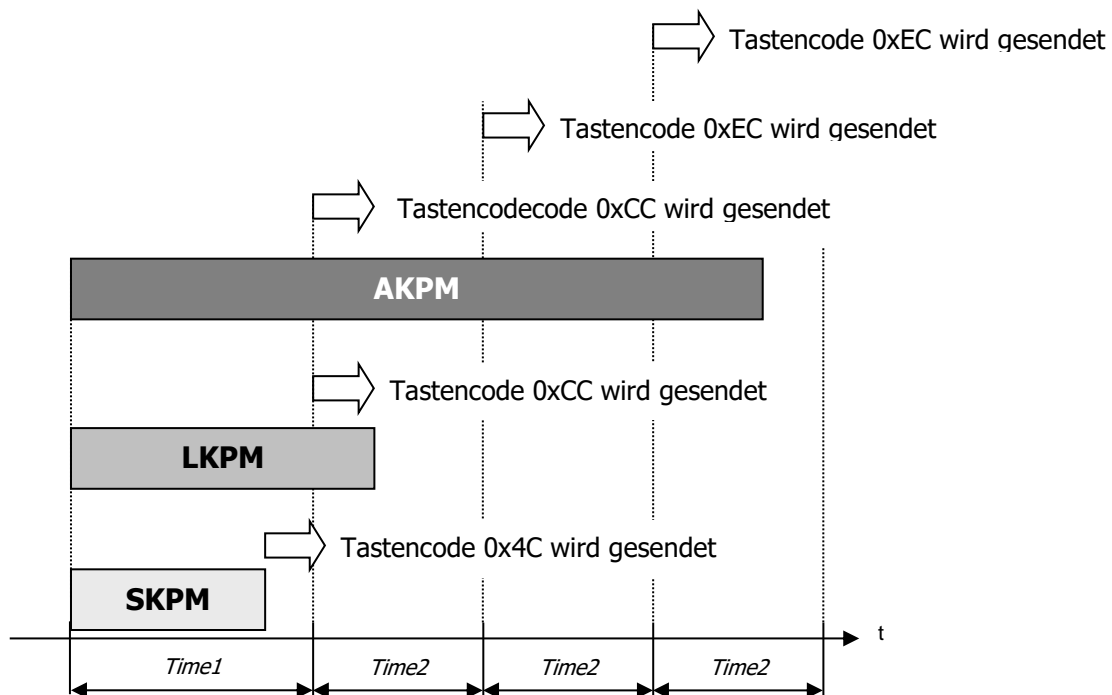 Tastencode 0xEC wird gesendet
Tastencode 0xEC wird gesendet
Tastencodecode 0xCC wird gesendet
AKPM
Tastencode 0xCC wird gesendet
LKPM
Tastencode 0x4C wird gesendet
SKPM
t
Time1 Time2 Time2 Time2